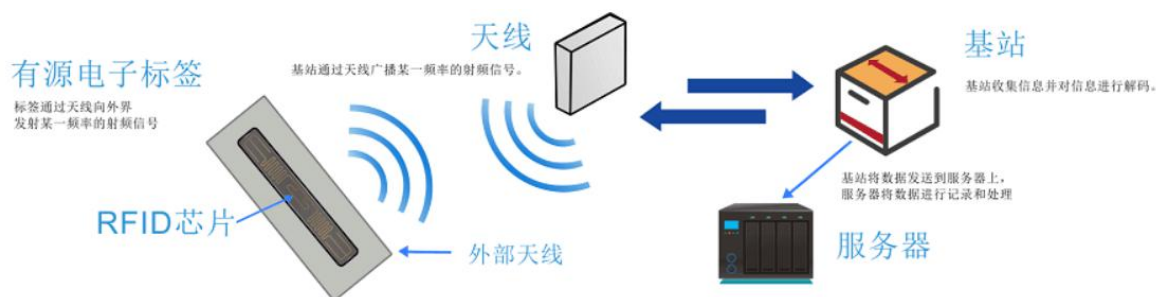 有源电子标签
标签通过天线向外界
发射某一频率的射频信号
RFID芯片
外部天线
天线
基站通过天线广播某一频率的射频信号。
基站
基站收集信息并对信息进行解码。
基站将数据发送到服务器上，
服务器将数据进行记录和处理
服务器